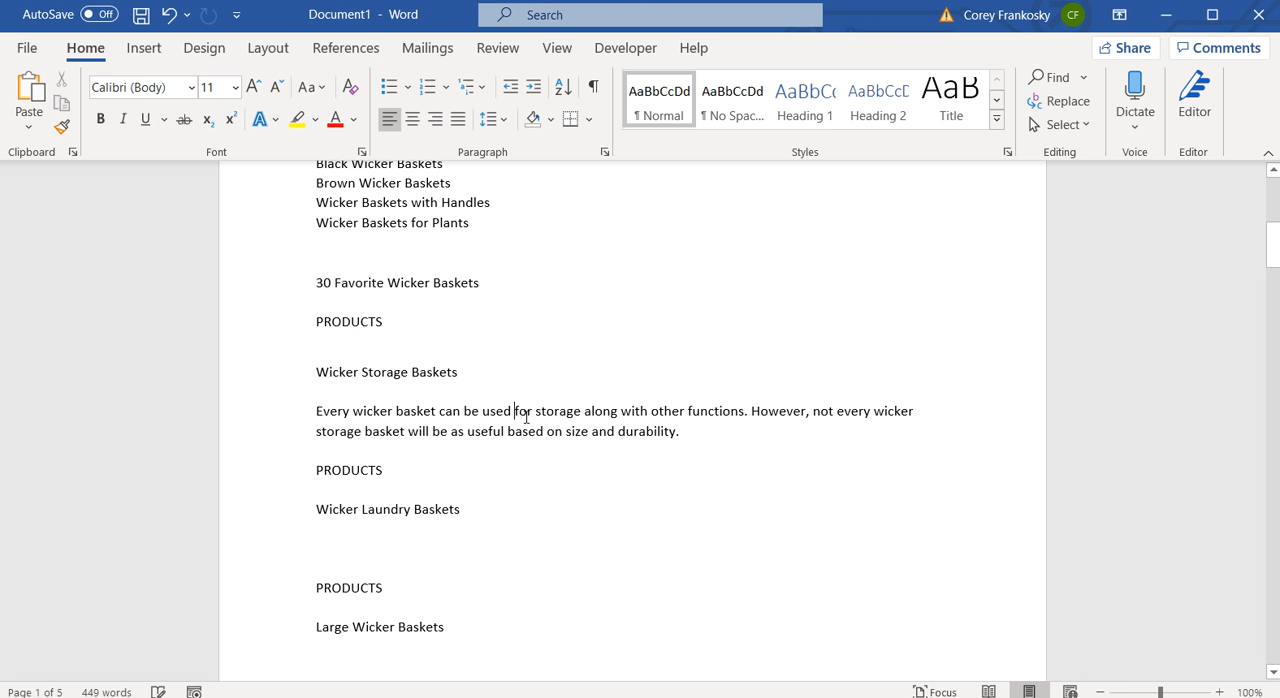 AutoSave Off Document1 - Word Search Corey Frankosky CF
File Home Insert Design Layout References Mailings Review View Developer Help Share Comments
Paste Calibri (Body) 11 Aa AaBbCcDd ¶ Normal AaBbCcDd ¶ No Spac... AaBbCc Heading 1 AaBbCcD Heading 2 AaB Title Find Replace Select Dictate Editor
Clipboard Font Paragraph Styles Editing Voice Editor
Black Wicker Baskets
Brown Wicker Baskets
Wicker Baskets with Handles
Wicker Baskets for Plants
30 Favorite Wicker Baskets
PRODUCTS
Wicker Storage Baskets
Every wicker basket can be used for storage along with other functions. However, not every wicker
storage basket will be as useful based on size and durability.
PRODUCTS
Wicker Laundry Baskets
PRODUCTS
Large Wicker Baskets
Page 1 of 5 449 words Focus 100%